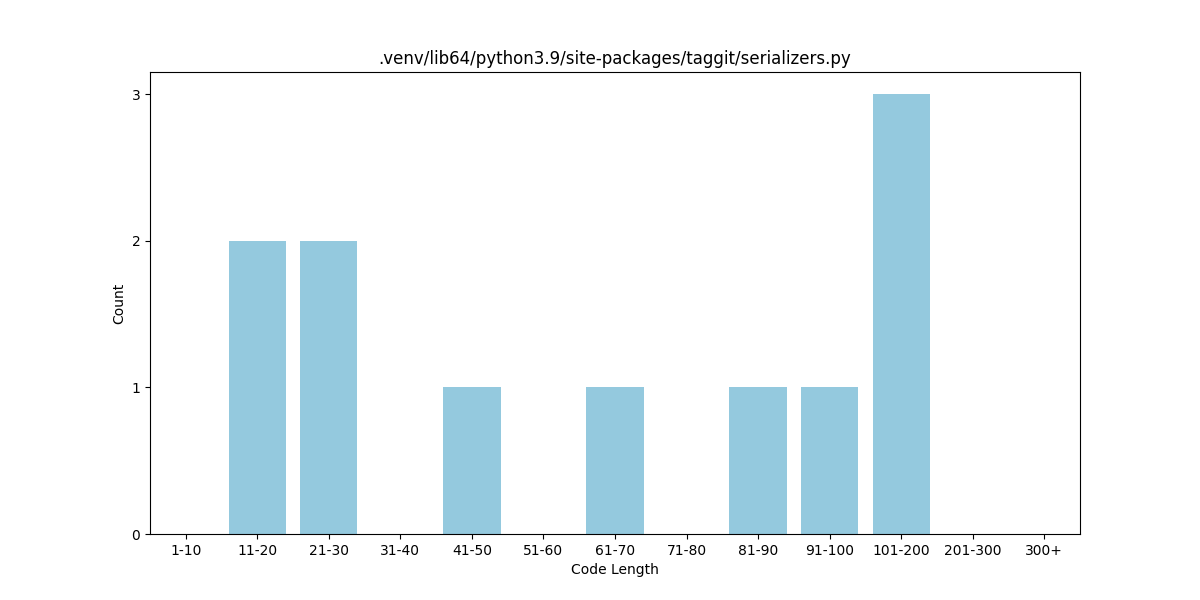 .venv/lib64/python3.9/site-packages/taggit/serializers.py
3
2
1
0
Count
1-10 11-20 21-30 31-40 41-50 51-60 61-70 71-80 81-90 91-100 101-200 201-300 300+
Code Length